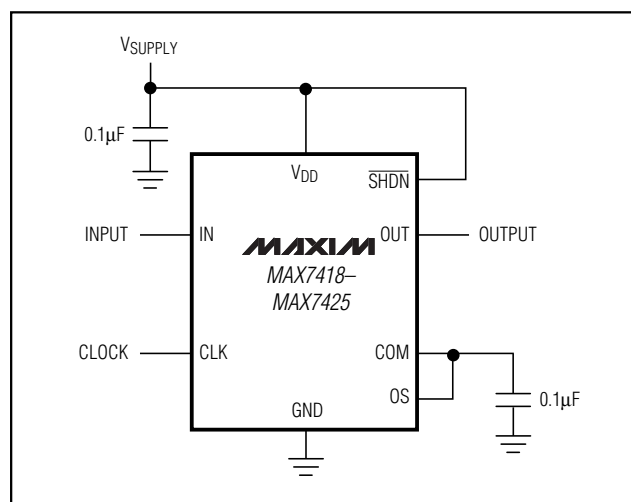 VSUPPLY
0.1µF
VDD
SHDN
INPUT
IN
OUT
OUTPUT
MAXIM
MAX7418–
MAX7425
CLOCK
CLK
COM
OS
0.1µF
GND